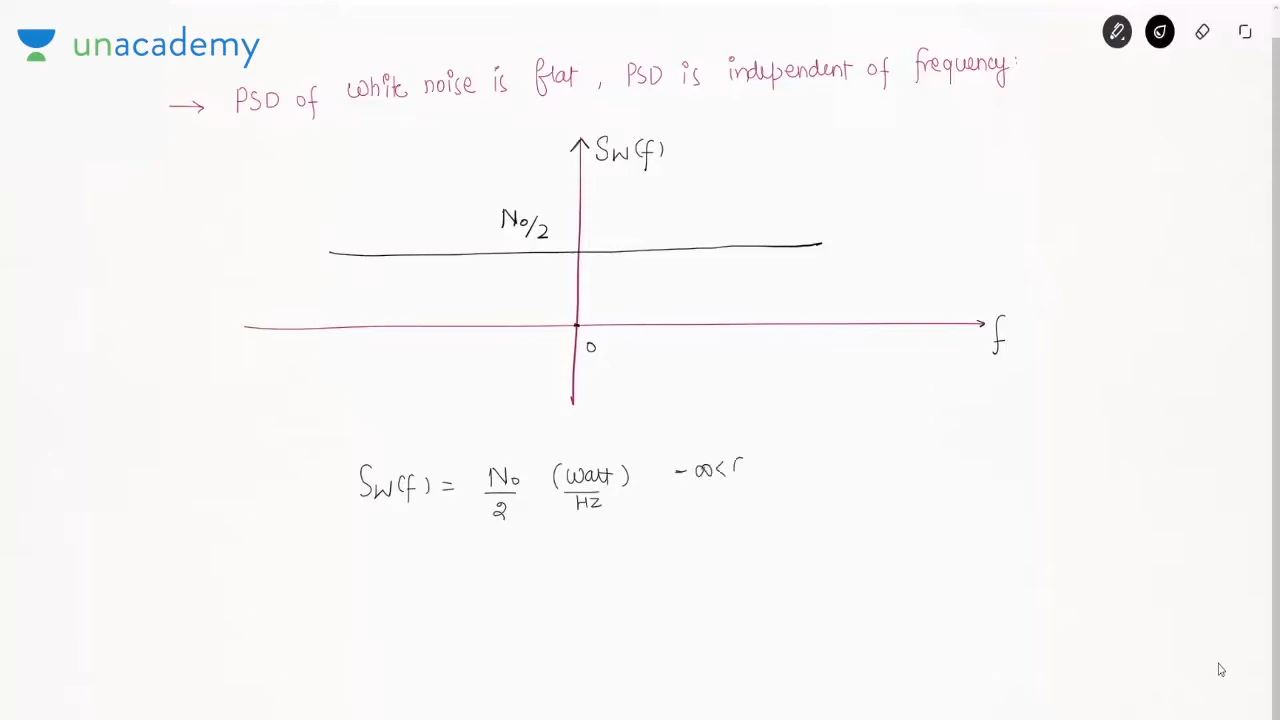 unacademy
→ PSD of white noise is flat, PSD is independent of frequency.
Sw(f)
No/2
f
0
Sw(f) = No/2 (Watt/Hz) -∞<